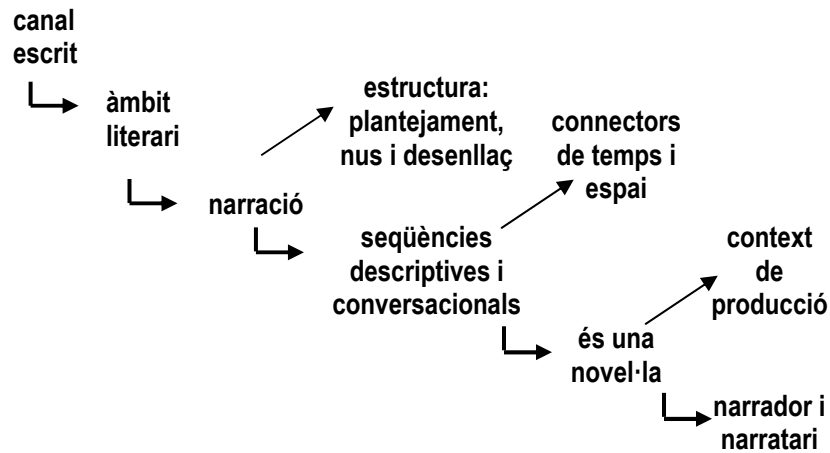 canal
escrit
àmbit
literari
estructura:
plantejament,
nus i desenllaç
connectors
de temps i
espai
narració
seqüències
descriptives i
conversacionals
context
de
producció
és una
novel·la
narrador i
narratari